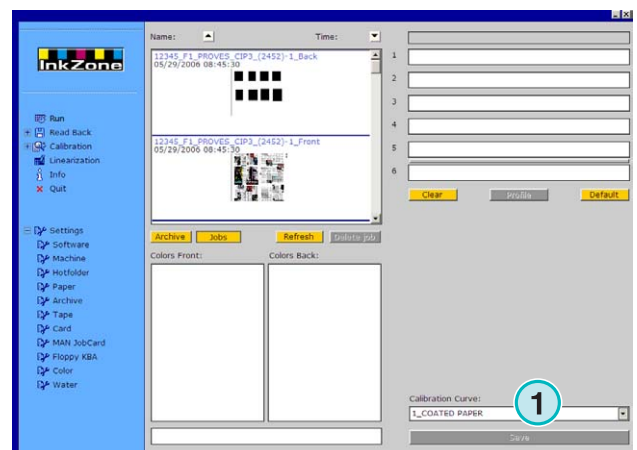 InkZone
Run
Read Back
Calibration
Linearization
Info
Quit
Settings
Software
Machine
Hotfolder
Paper
Archive
Tape
Card
MAN JobCard
Floppy KBA
Color
Water
Name: Time:
12345_F1_PROVES_CIP3_(2452)-1_Back
05/29/2006 08:45:30
12345_F1_PROVES_CIP3_(2452)-1_Front
05/29/2006 08:45:30
Archive Jobs Refresh Delete job
Colors Front: Colors Back:
1
2
3
4
5
6
Clear Profile Default
Calibration Curve:
1_COATED PAPER
1
Save